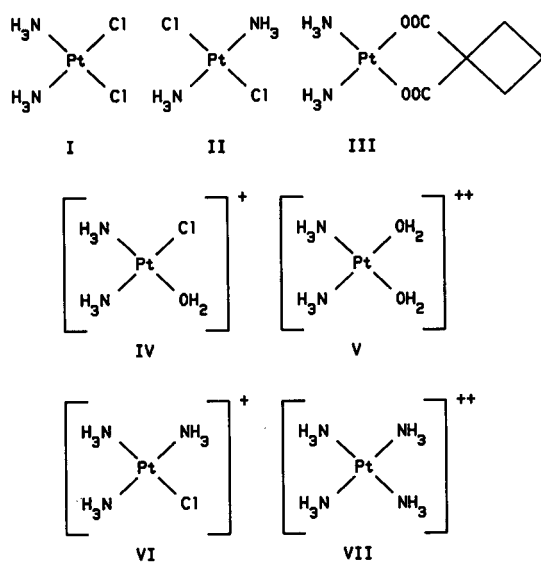 H3N Cl Cl NH3 H3N OOC
Pt Pt Pt
H3N Cl H3N Cl H3N OOC
I II III
+ ++
H3N Cl H3N OH2
Pt Pt
H3N OH2 H3N OH2
IV V
+ ++
H3N NH3 H3N NH3
Pt Pt
H3N Cl H3N NH3
VI VII